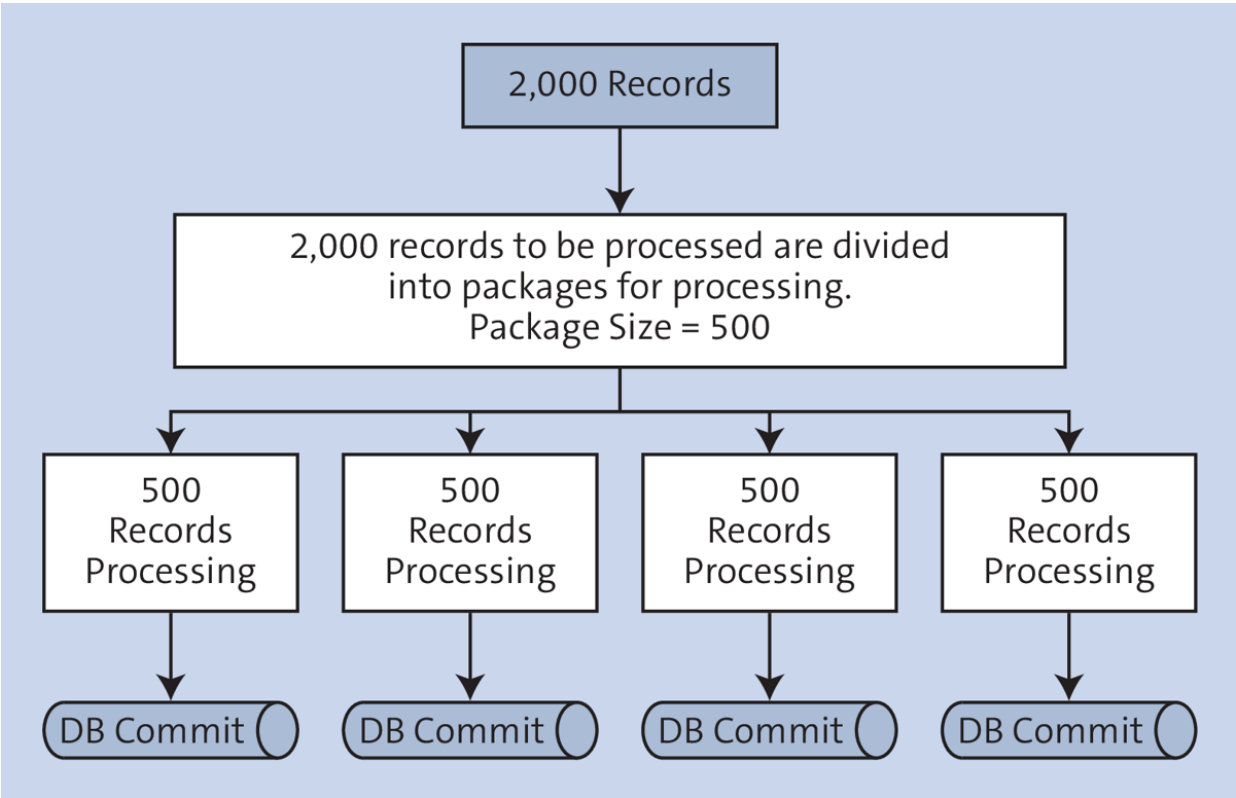 2,000 Records
2,000 records to be processed are divided
into packages for processing.
Package Size = 500
500
Records
Processing
500
Records
Processing
500
Records
Processing
500
Records
Processing
DB Commit
DB Commit
DB Commit
DB Commit